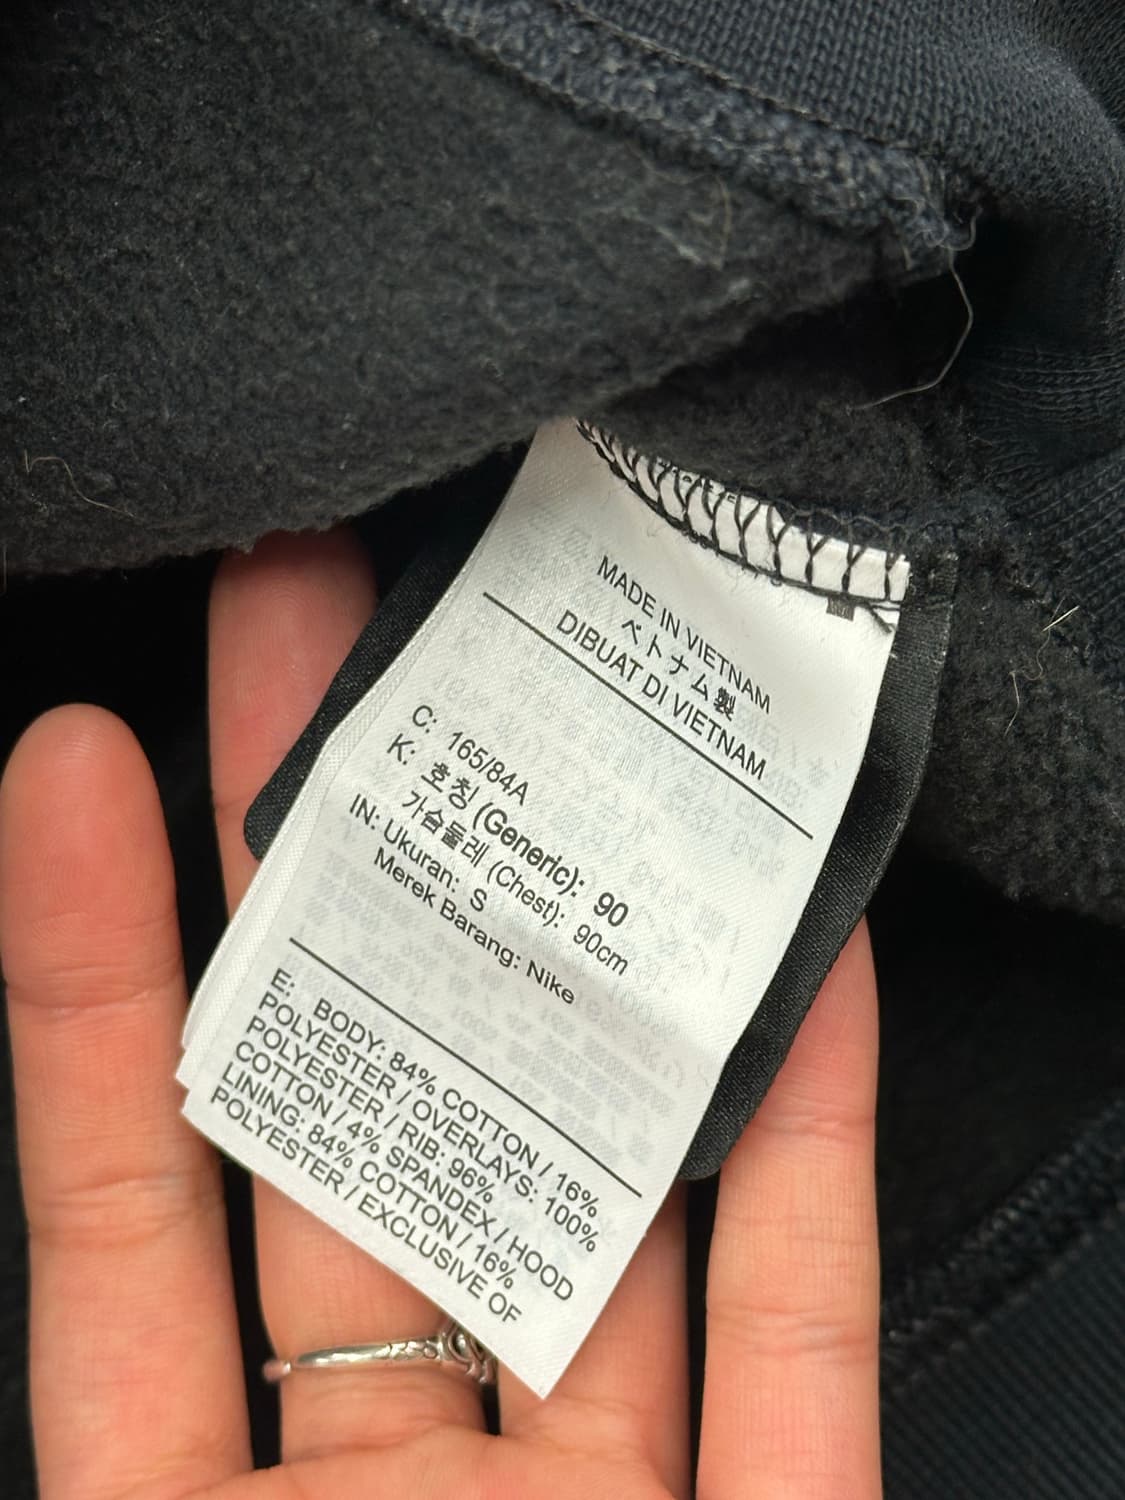 MADE IN VIETNAM
ベトナム製
DIBUAT DI VIETNAM
C: 165/84A
K: 호칭 (Generic): 90
가슴둘레 (Chest): 90cm
IN: Ukuran: S
Merek Barang: Nike
E: BODY: 84% COTTON / 16%
POLYESTER / OVERLAYS: 100%
POLYESTER / RIB: 96%
COTTON / 4% SPANDEX / HOOD
LINING: 84% COTTON / 16%
POLYESTER / EXCLUSIVE OF